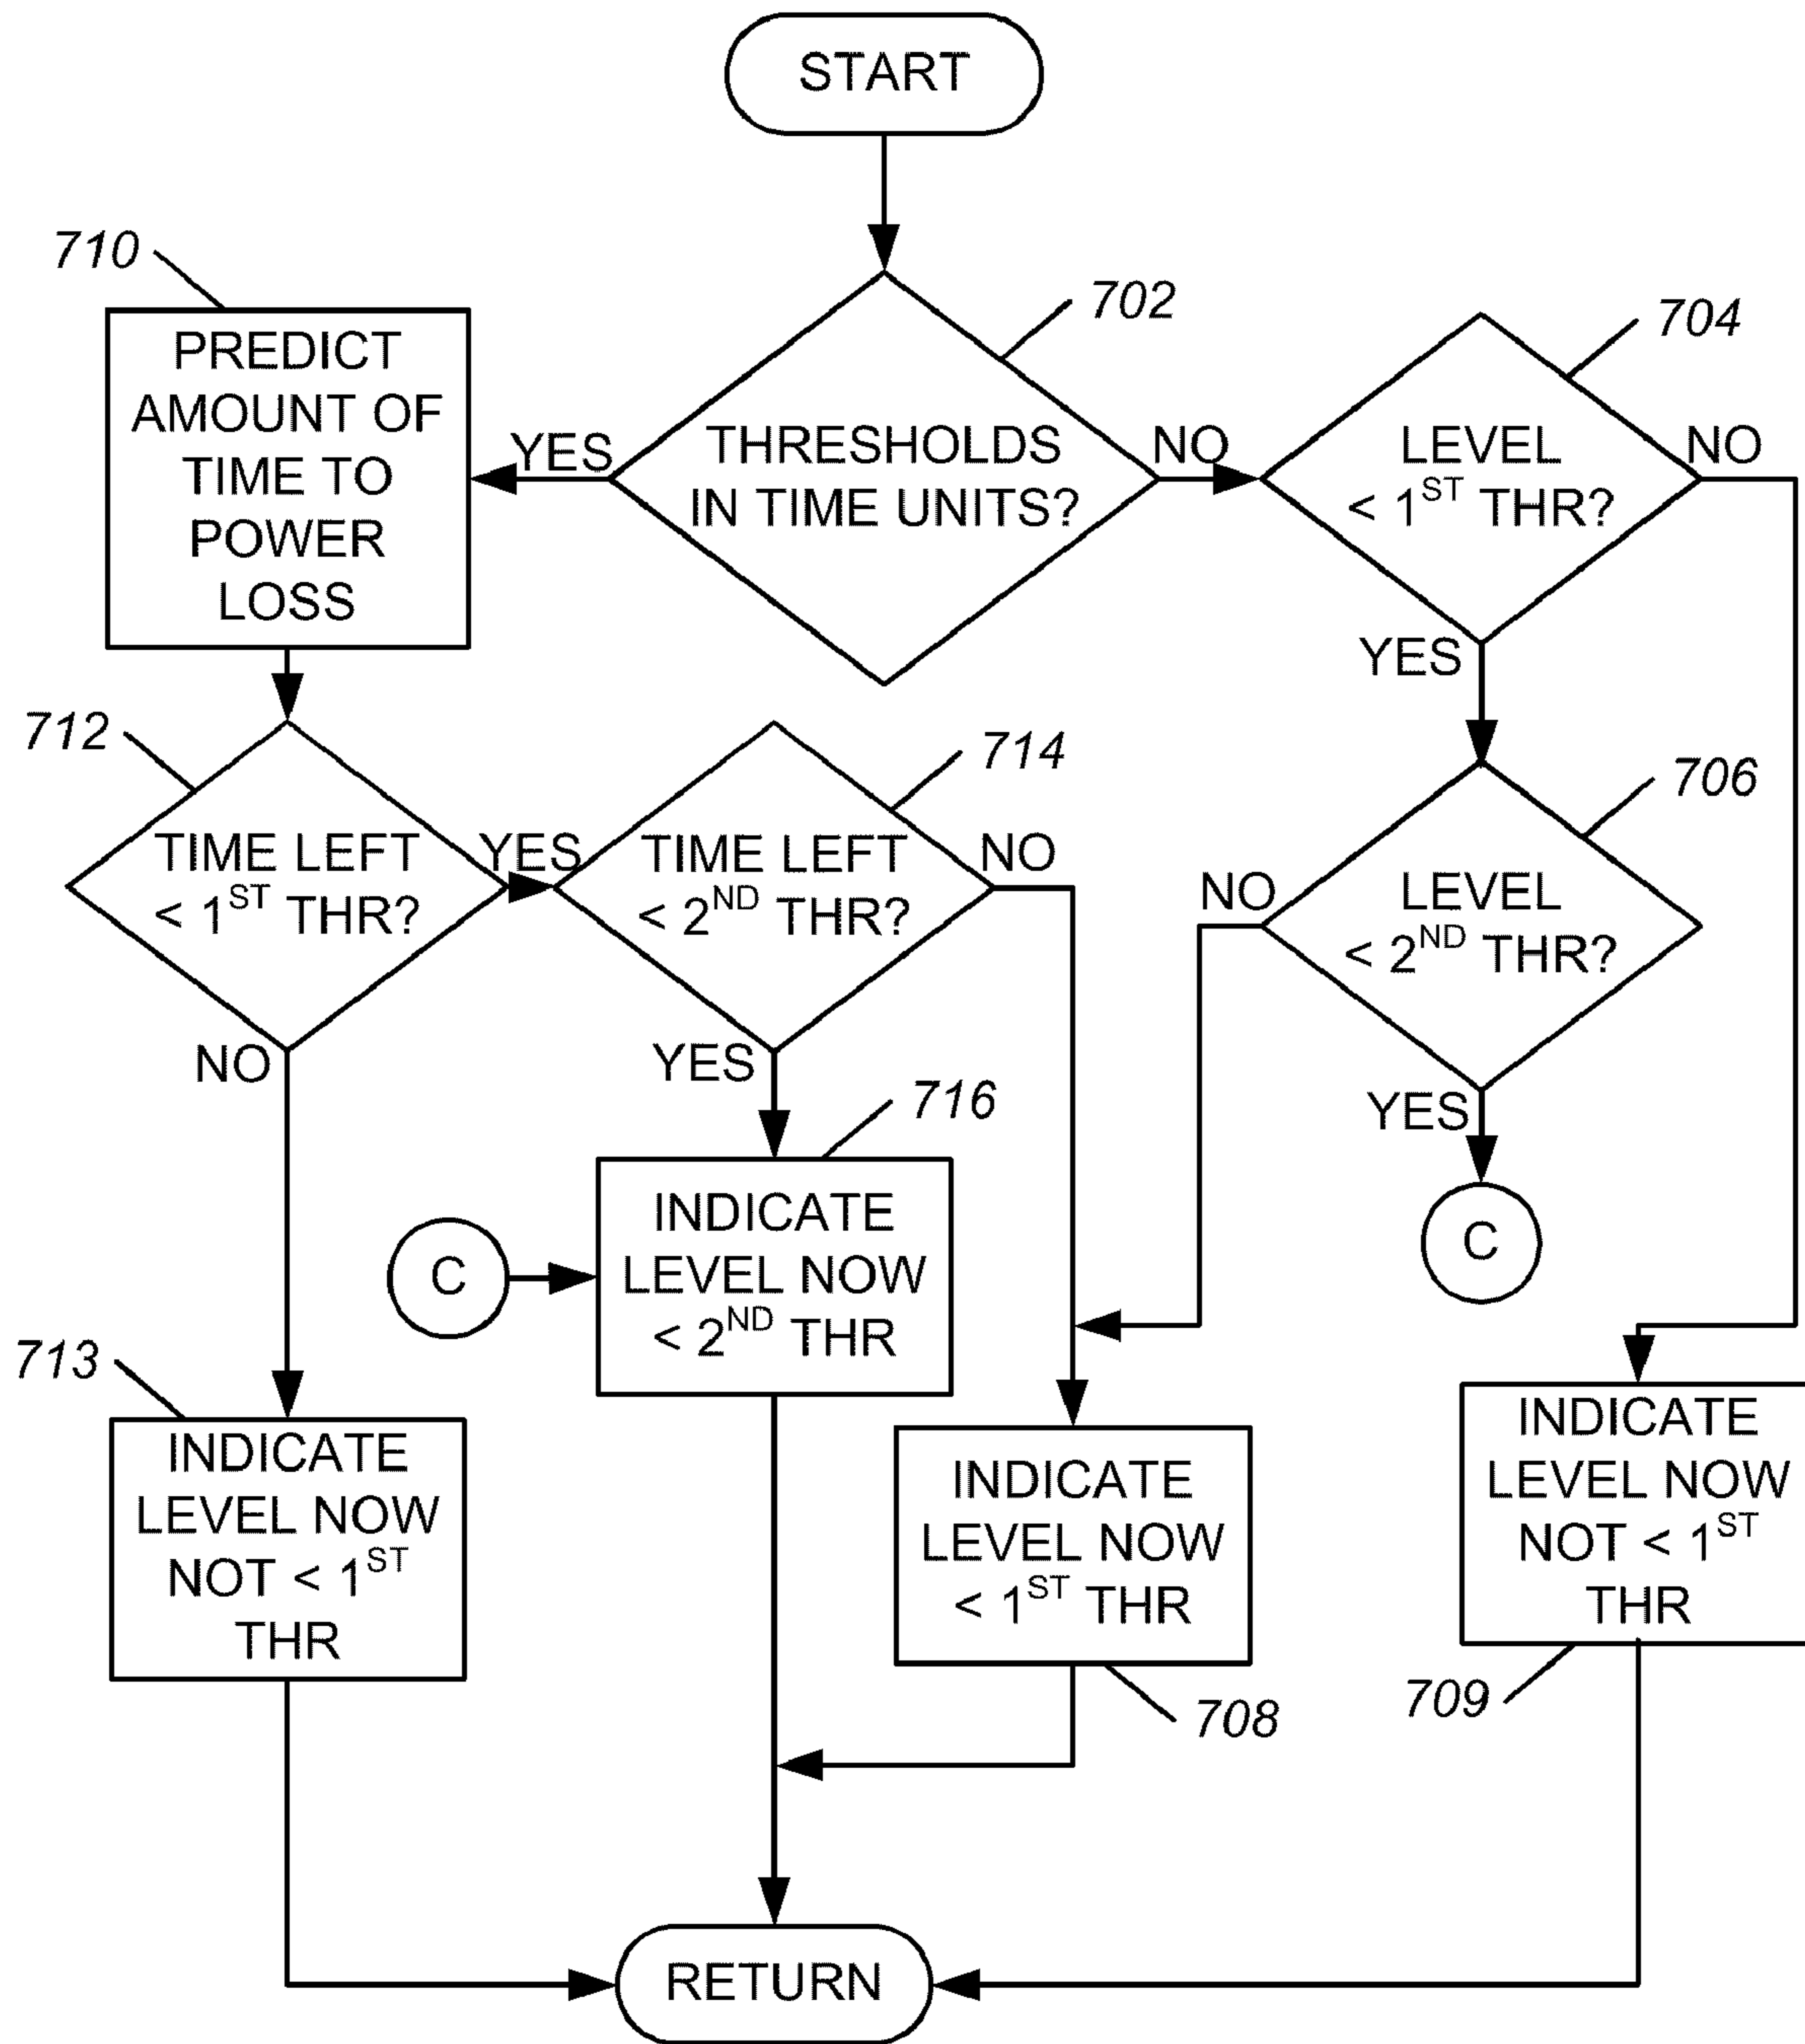 START
710
702
704
PREDICT
AMOUNT OF
TIME TO
POWER
LOSS
YES
THRESHOLDS
IN TIME UNITS?
NO
LEVEL
< 1ST THR?
NO
YES
712
714
706
TIME LEFT
< 1ST THR?
YES
TIME LEFT
< 2ND THR?
NO
NO
LEVEL
< 2ND THR?
NO
YES
YES
716
C
INDICATE
LEVEL NOW
< 2ND THR
C
713
INDICATE
LEVEL NOW
NOT < 1ST
THR
INDICATE
LEVEL NOW
< 1ST THR
INDICATE
LEVEL NOW
NOT < 1ST
THR
708
709
RETURN